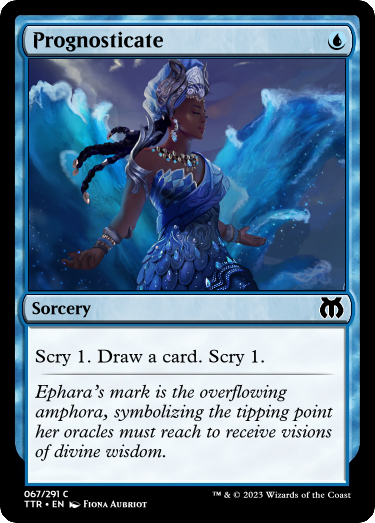 Prognosticate
Sorcery
Scry 1. Draw a card. Scry 1.
Ephara's mark is the overflowing
amphora, symbolizing the tipping point
her oracles must reach to receive visions
of divine wisdom.
067/291 C
TTR • EN Fiona Aubriot
™ & © 2023 Wizards of the Coast